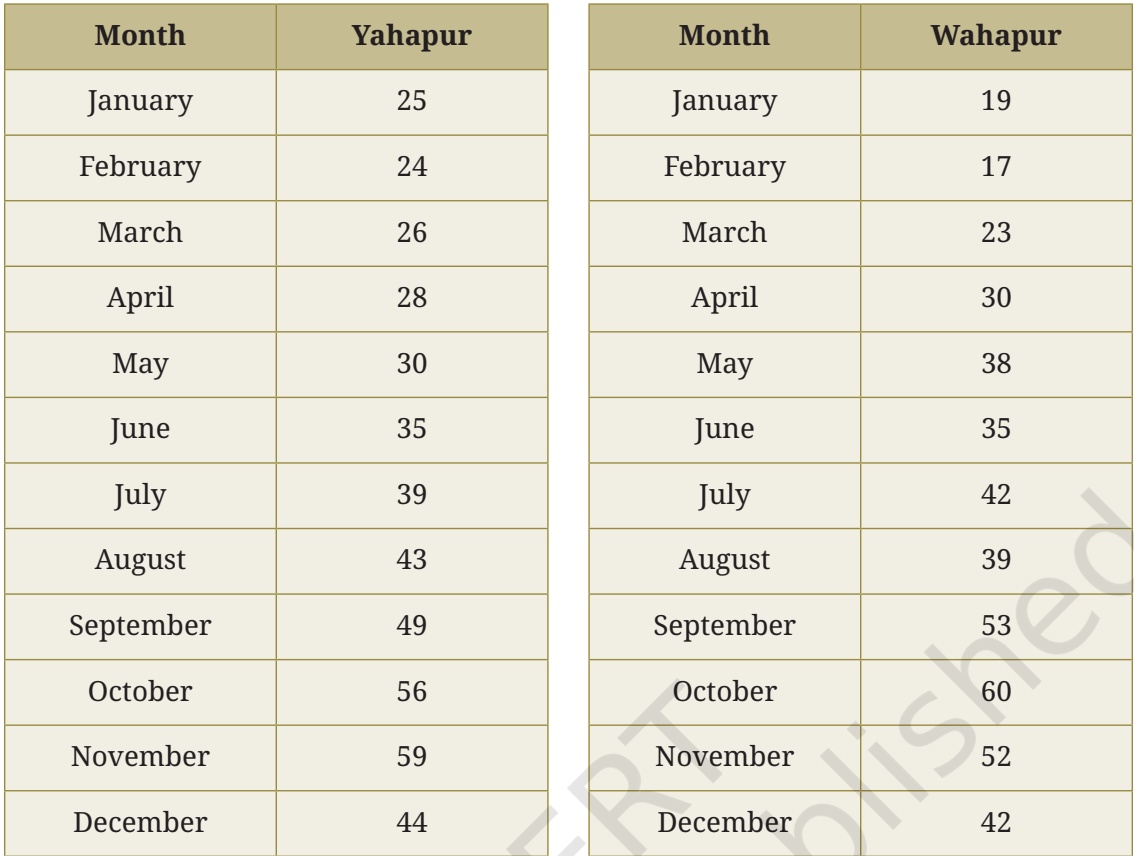 Month Yahapur
January 25
February 24
March 26
April 28
May 30
June 35
July 39
August 43
September 49
October 56
November 59
December 44
Month Wahapur
January 19
February 17
March 23
April 30
May 38
June 35
July 42
August 39
September 53
October 60
November 52
December 42